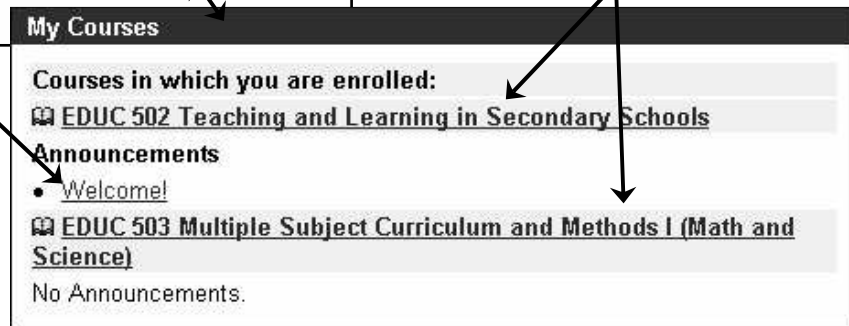 My Courses
Courses in which you are enrolled:
EDUC 502 Teaching and Learning in Secondary Schools
Announcements
• Welcome!
EDUC 503 Multiple Subject Curriculum and Methods I (Math and
Science)
No Announcements.